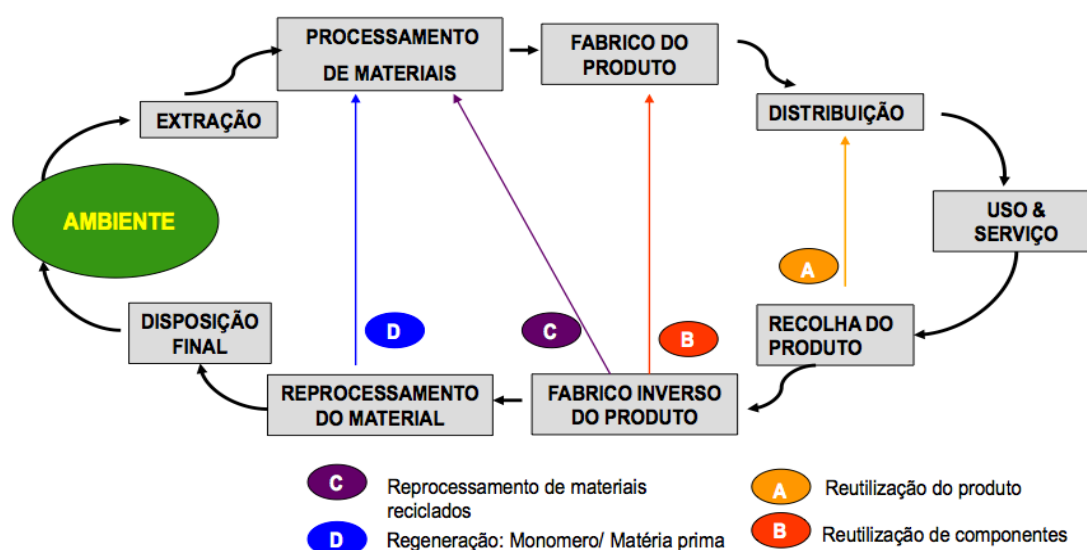 PROCESSAMENTO
DE MATERIAIS
FABRICO DO
PRODUTO
EXTRAÇÃO
DISTRIBUIÇÃO
AMBIENTE
USO &
SERVIÇO
A
DISPOSIÇÃO
FINAL
D
C
B
RECOLHA DO
PRODUTO
REPROCESSAMENTO
DO MATERIAL
FABRICO INVERSO
DO PRODUTO
C Reprocessamento de materiais
reciclados
A Reutilização do produto
D Regeneração: Monomero/ Matéria prima
B Reutilização de componentes